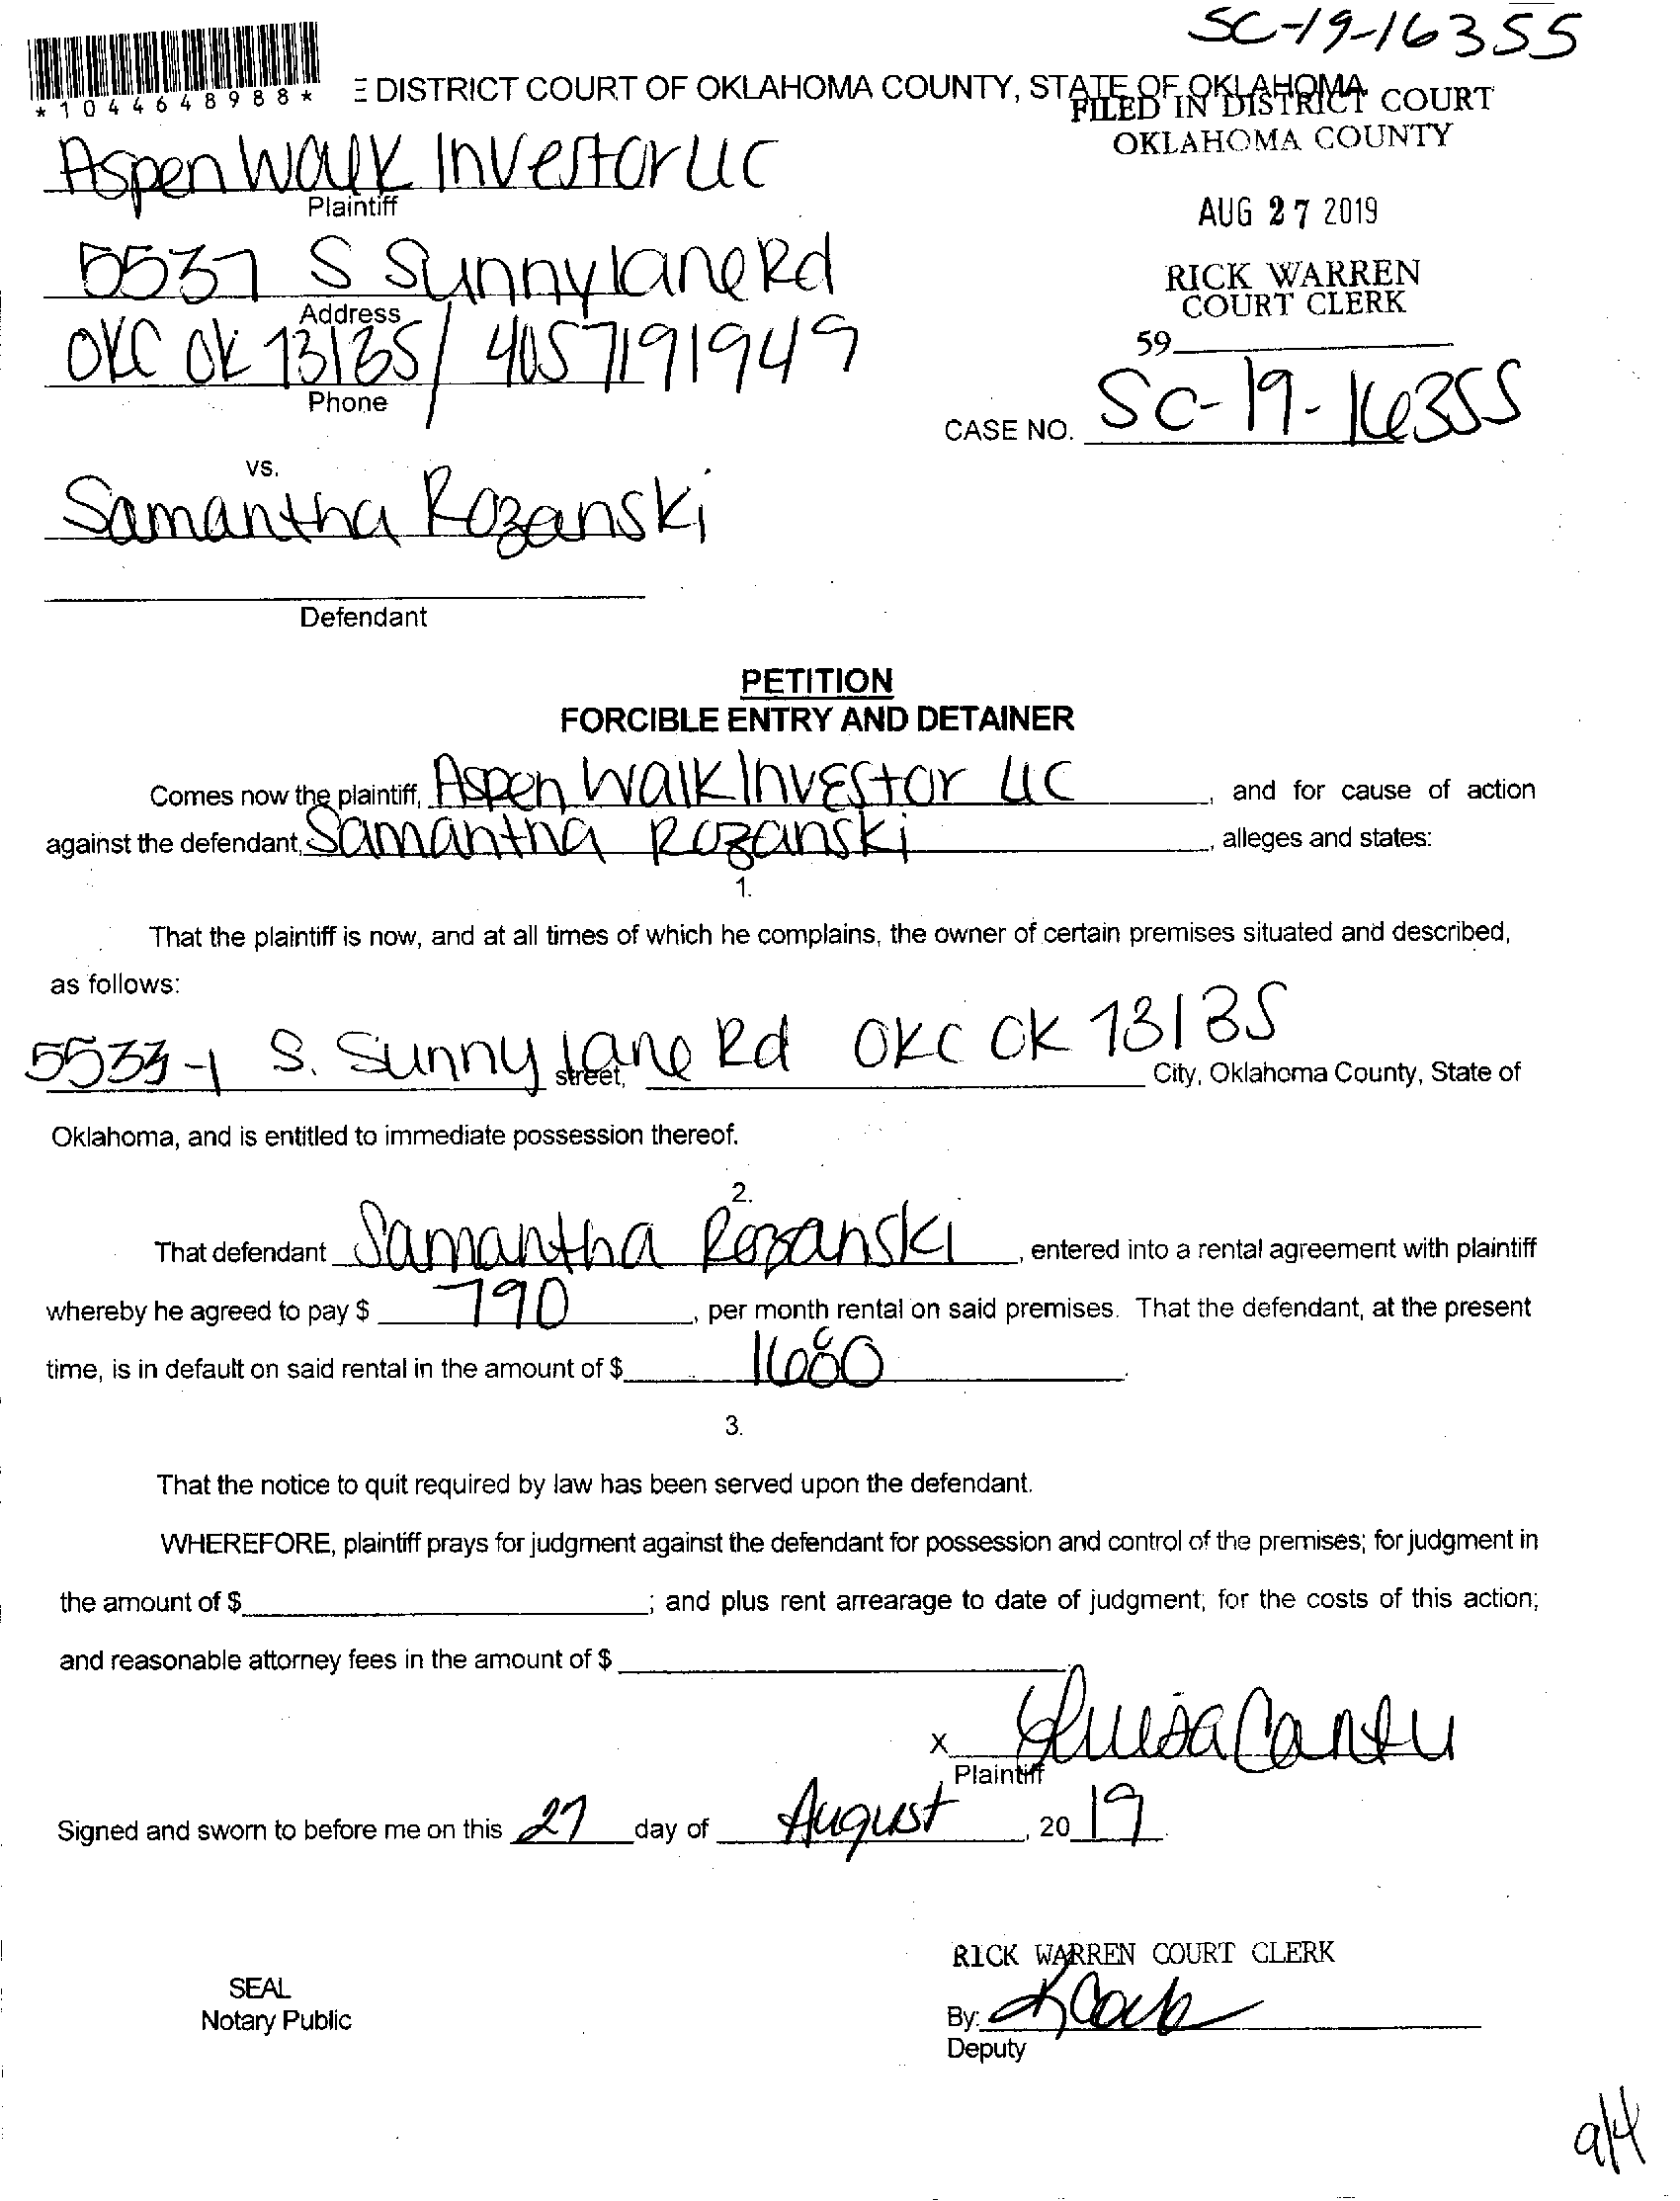 SC-19-16355
*1044648988*
DISTRICT COURT OF OKLAHOMA COUNTY, STATE OF OKLAHOMA
FILED IN DISTRICT COURT
OKLAHOMA COUNTY
Aspen Walk Investor LLC
Plaintiff
AUG 27 2019
5537 S Sunnylane Rd
Address
RICK WARREN
COURT CLERK
OKC OK 73135 / 405 7191949
Phone
59
CASE NO. SC-19-16355
vs.
Samantha Rozanski
Defendant
PETITION
FORCIBLE ENTRY AND DETAINER
Comes now the plaintiff, Aspen Walk Investor LLC, and for cause of action
against the defendant, Samantha Rozanski, alleges and states:
1.
That the plaintiff is now, and at all times of which he complains, the owner of certain premises situated and described,
as follows:
5533-1 S. Sunnylane Rd street, OKC OK 73135 City, Oklahoma County, State of
Oklahoma, and is entitled to immediate possession thereof.
2.
That defendant Samantha Rozanski, entered into a rental agreement with plaintiff
whereby he agreed to pay $ 790, per month rental on said premises. That the defendant, at the present
time, is in default on said rental in the amount of $ 1680.
3.
That the notice to quit required by law has been served upon the defendant.
WHEREFORE, plaintiff prays for judgment against the defendant for possession and control of the premises; for judgment in
the amount of $ ; and plus rent arrearage to date of judgment; for the costs of this action;
and reasonable attorney fees in the amount of $
X Cantu
Plaintiff
Signed and sworn to before me on this 27 day of August, 20 19
RICK WARREN COURT CLERK
SEAL
Notary Public
By:
Deputy
9/4